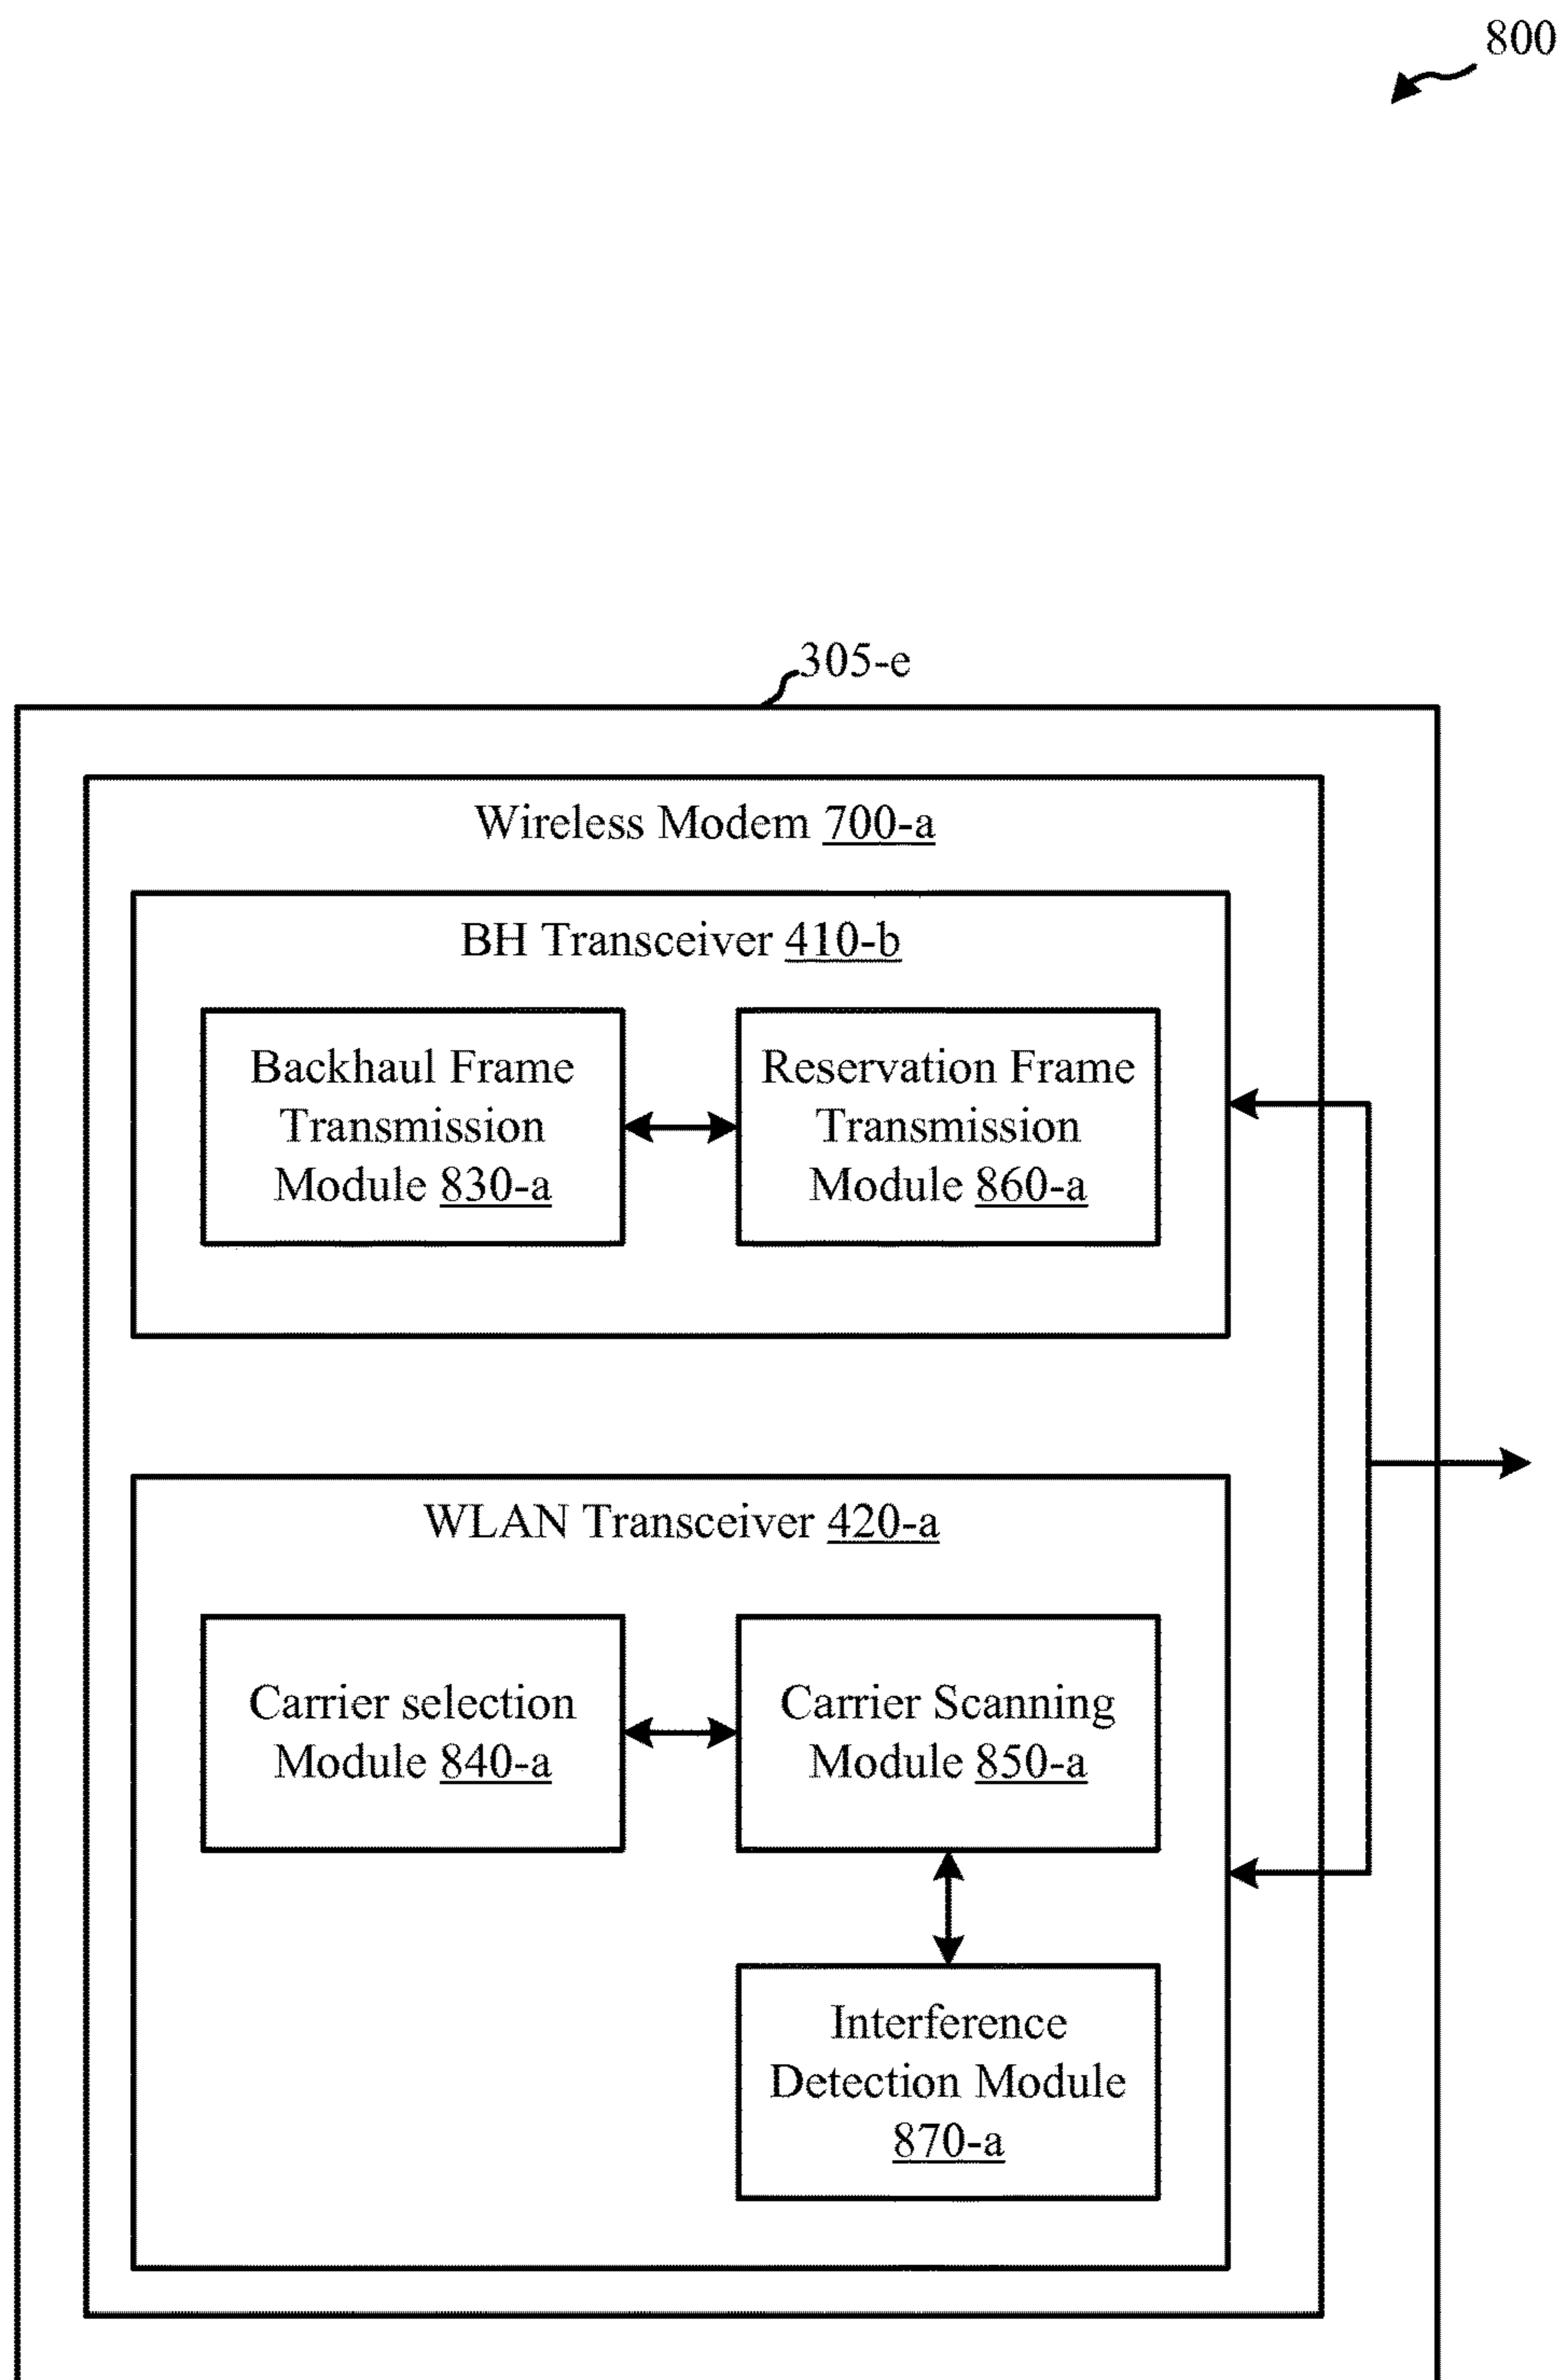 800
305-e
Wireless Modem 700-a
BH Transceiver 410-b
Backhaul Frame
Transmission
Module 830-a
Reservation Frame
Transmission
Module 860-a
WLAN Transceiver 420-a
Carrier selection
Module 840-a
Carrier Scanning
Module 850-a
Interference
Detection Module
870-a